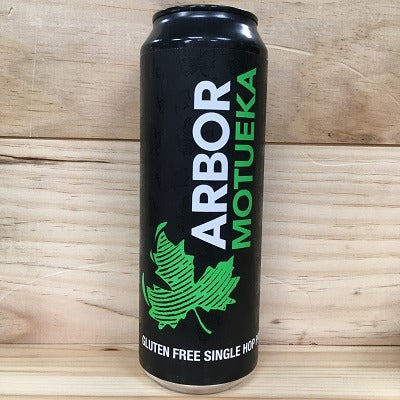 ARBOR
MOTUEKA
GLUTEN FREE SINGLE HOP